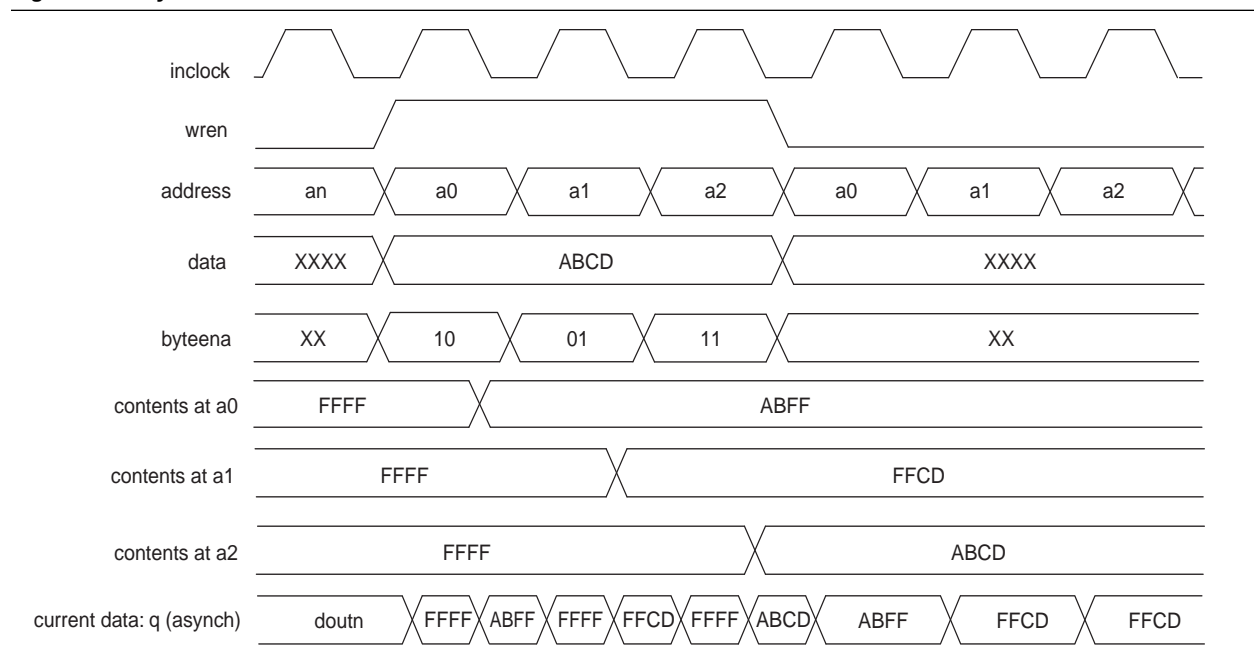 inclock
wren
address an a0 a1 a2 a0 a1 a2
data XXXX ABCD XXXX
byteena XX 10 01 11 XX
contents at a0 FFFF ABFF
contents at a1 FFFF FFCD
contents at a2 FFFF ABCD
current data: q (asynch) doutn FFFF ABFF FFFF FFCD FFFF ABCD ABFF FFCD FFCD